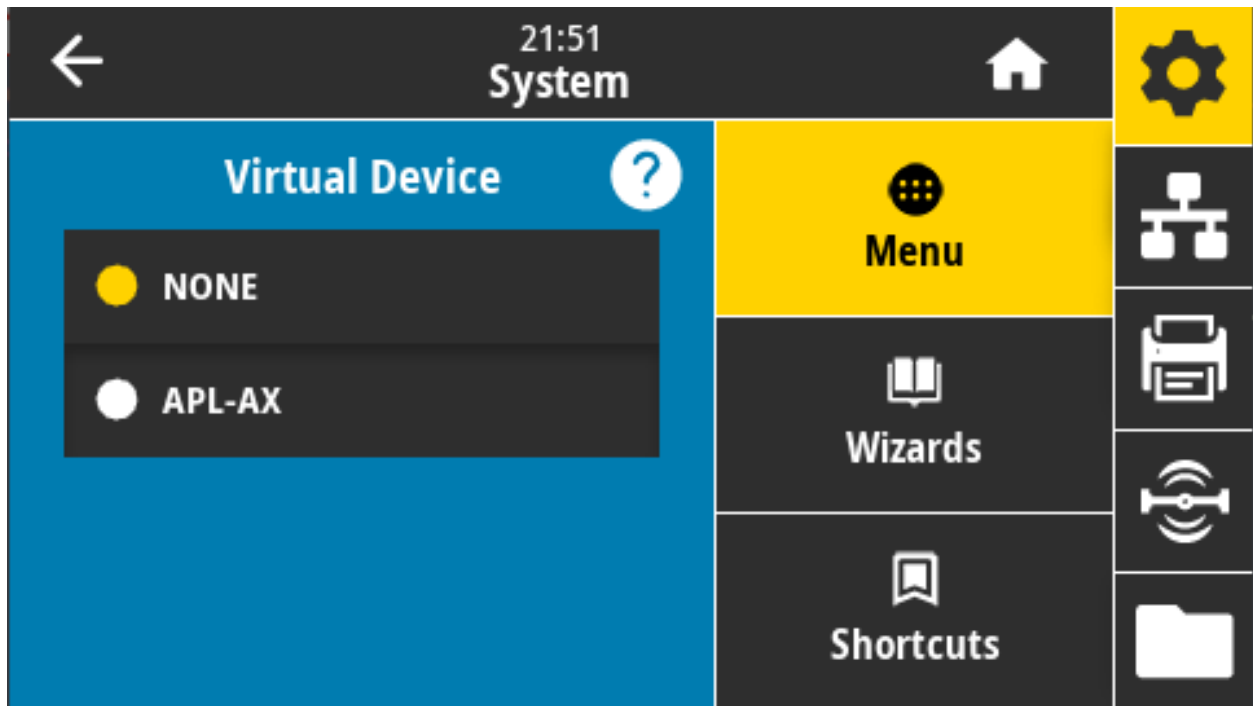 21:51
System
Virtual Device
?
NONE
APL-AX
Menu
Wizards
Shortcuts